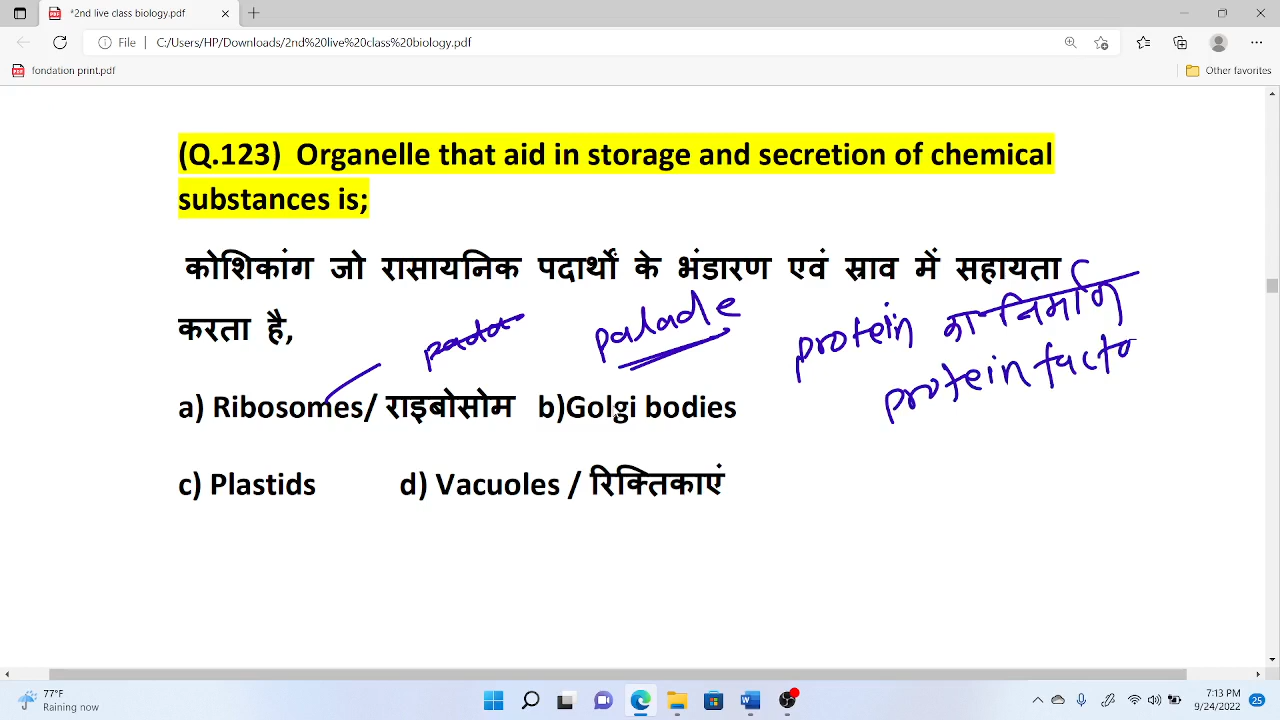 *2nd live class biology.pdf
File C:/Users/HP/Downloads/2nd%20live%20class%20biology.pdf
fondation print.pdf
Other favorites
(Q.123) Organelle that aid in storage and secretion of chemical
substances is;
कोशिकांग जो रासायनिक पदार्थों के भंडारण एवं स्राव में सहायता
करता है,
palade
protein का निर्माण
protein facto
a) Ribosomes/ राइबोसोम b)Golgi bodies
c) Plastids d) Vacuoles / रिक्तिकाएं
77°F
Raining now
7:13 PM
9/24/2022
25